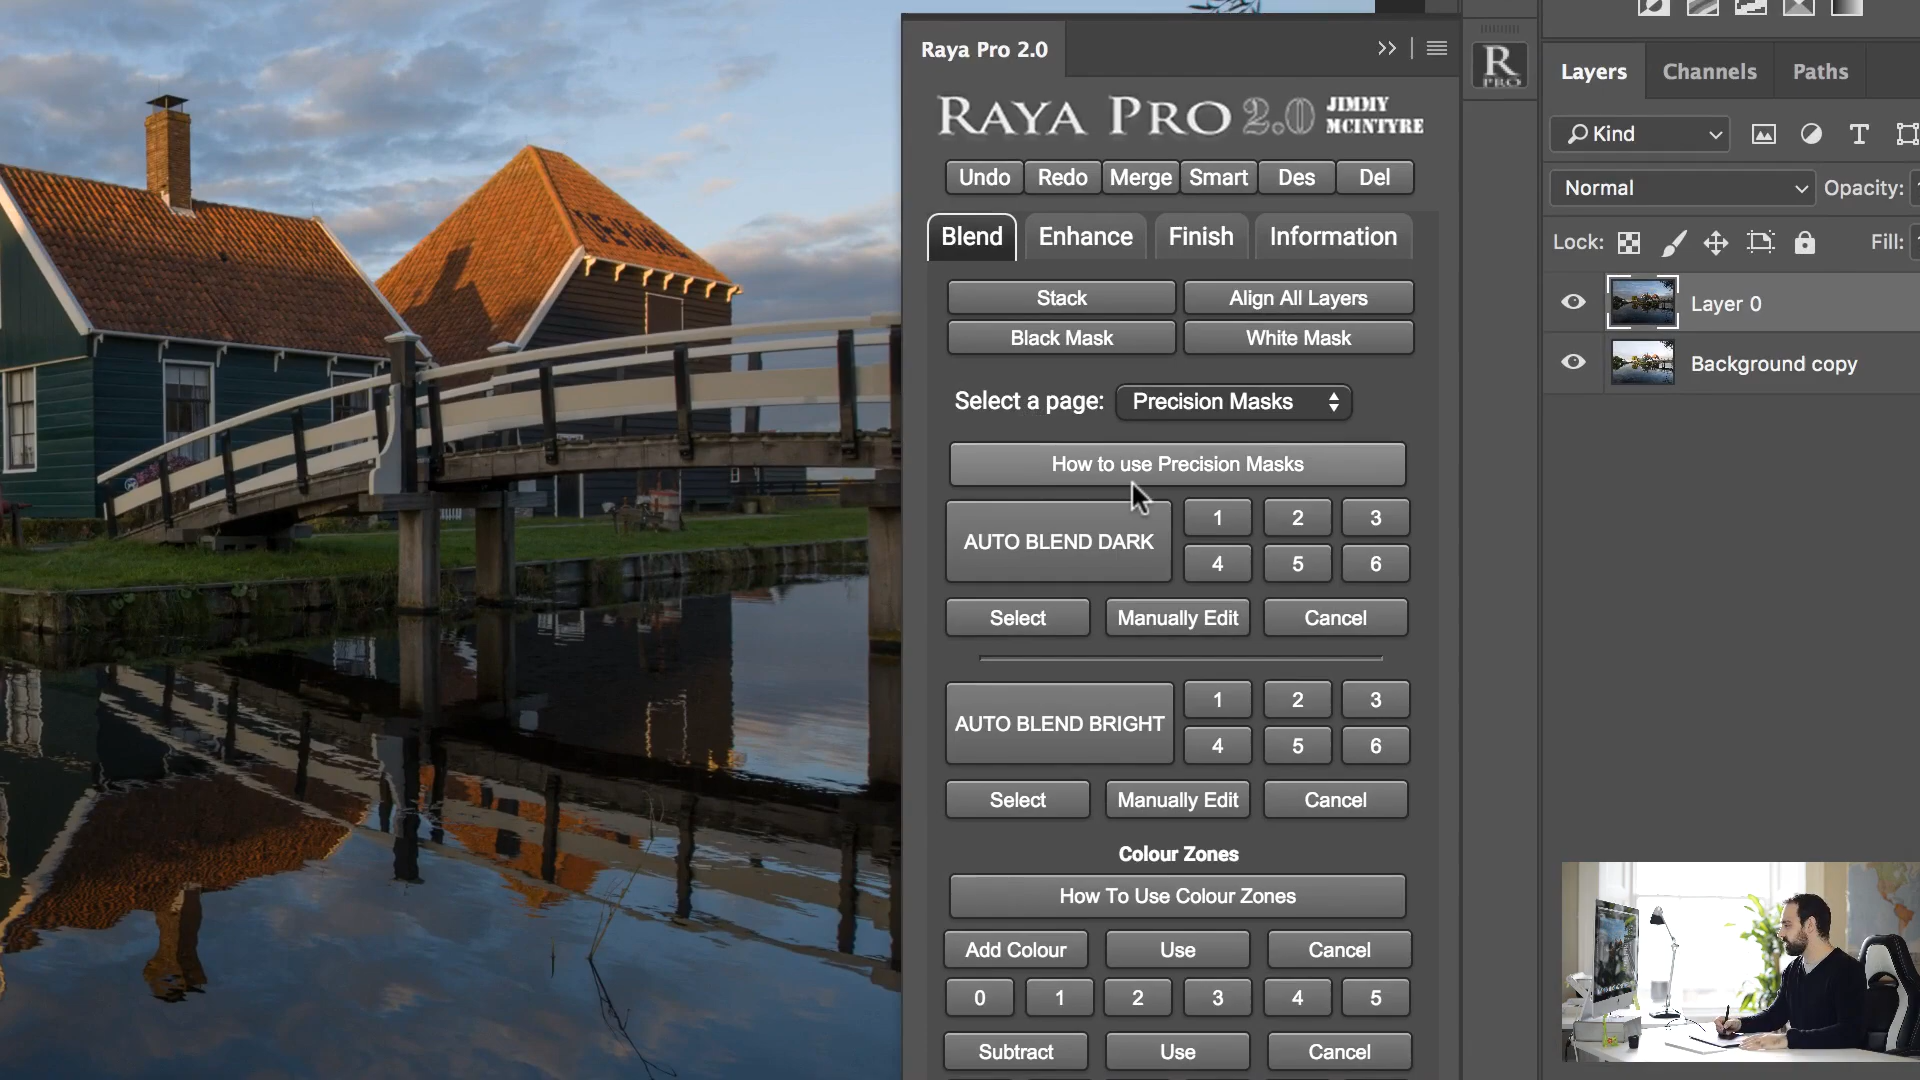 Raya Pro 2.0
RAYA PRO 2.0 JIMMY MCINTYRE
Undo Redo Merge Smart Des Del
Blend Enhance Finish Information
Stack Align All Layers
Black Mask White Mask
Select a page: Precision Masks
How to use Precision Masks
AUTO BLEND DARK 1 2 3
4 5 6
Select Manually Edit Cancel
AUTO BLEND BRIGHT 1 2 3
4 5 6
Select Manually Edit Cancel
Colour Zones
How To Use Colour Zones
Add Colour Use Cancel
0 1 2 3 4 5
Subtract Use Cancel
R
PRO
Layers Channels Paths
Kind
Normal Opacity:
Lock: Fill:
Layer 0
Background copy